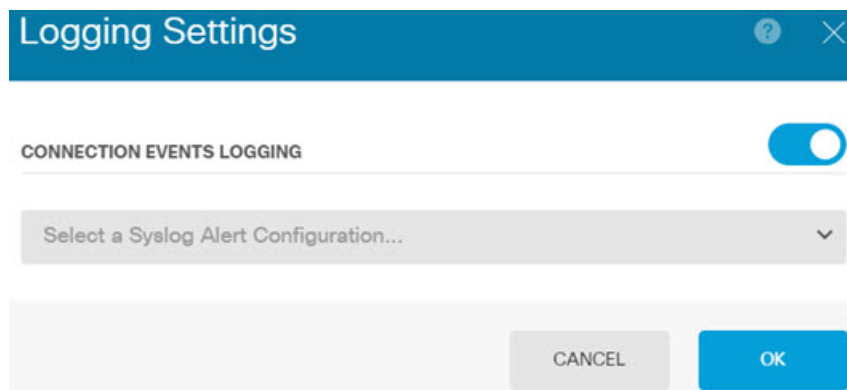 Logging Settings
?
CONNECTION EVENTS LOGGING
Select a Syslog Alert Configuration...
CANCEL
OK